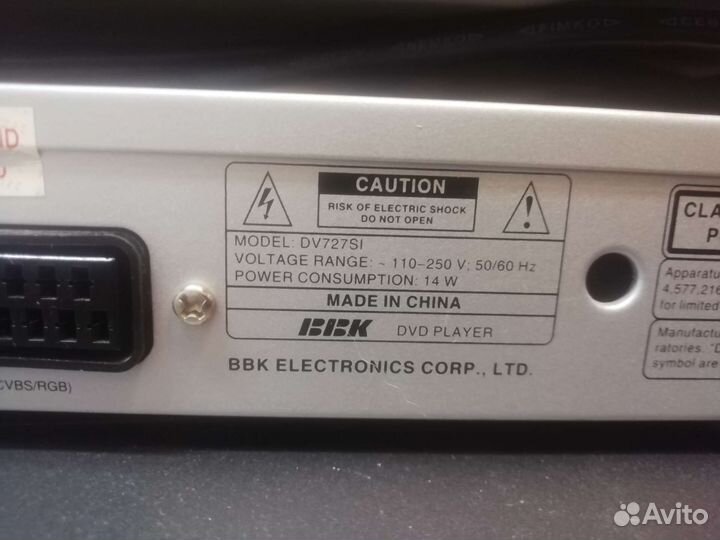 CAUTION
RISK OF ELECTRIC SHOCK
DO NOT OPEN
MODEL: DV727SI
VOLTAGE RANGE: ~ 110-250 V; 50/60 Hz
POWER CONSUMPTION: 14 W
MADE IN CHINA
BBK DVD PLAYER
BBK ELECTRONICS CORP., LTD.
CVBS/RGB)
CLA
P
Apparatu
4,577,216
for limited
Manufactu
ratories. "D
symbol are
Avito